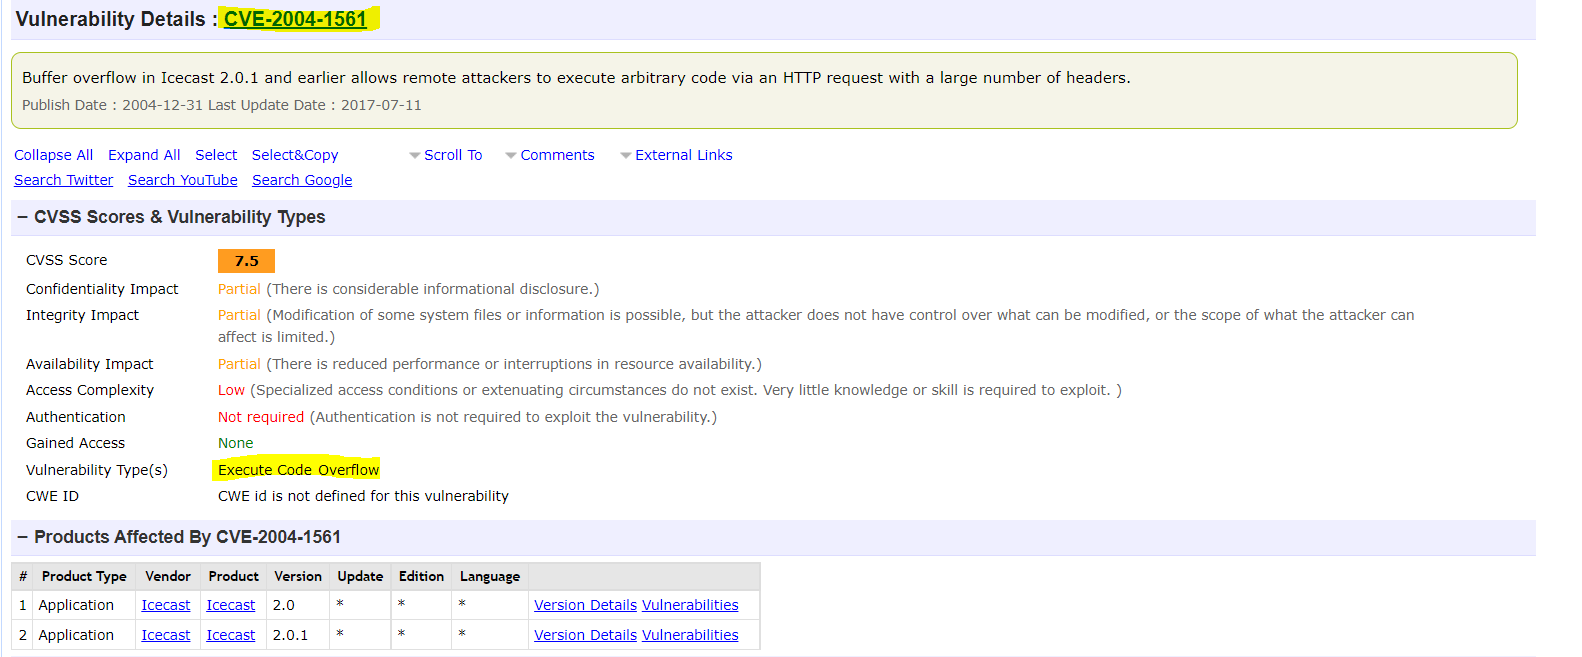 Vulnerability Details : CVE-2004-1561
Buffer overflow in Icecast 2.0.1 and earlier allows remote attackers to execute arbitrary code via an HTTP request with a large number of headers.
Publish Date : 2004-12-31 Last Update Date : 2017-07-11
Collapse All Expand All Select Select&Copy Scroll To Comments External Links
Search Twitter Search YouTube Search Google
− CVSS Scores & Vulnerability Types
CVSS Score 7.5
Confidentiality Impact Partial (There is considerable informational disclosure.)
Integrity Impact Partial (Modification of some system files or information is possible, but the attacker does not have control over what can be modified, or the scope of what the attacker can
affect is limited.)
Availability Impact Partial (There is reduced performance or interruptions in resource availability.)
Access Complexity Low (Specialized access conditions or extenuating circumstances do not exist. Very little knowledge or skill is required to exploit. )
Authentication Not required (Authentication is not required to exploit the vulnerability.)
Gained Access None
Vulnerability Type(s) Execute Code Overflow
CWE ID CWE id is not defined for this vulnerability
− Products Affected By CVE-2004-1561
# Product Type Vendor Product Version Update Edition Language
1 Application Icecast Icecast 2.0 * * * Version Details Vulnerabilities
2 Application Icecast Icecast 2.0.1 * * * Version Details Vulnerabilities